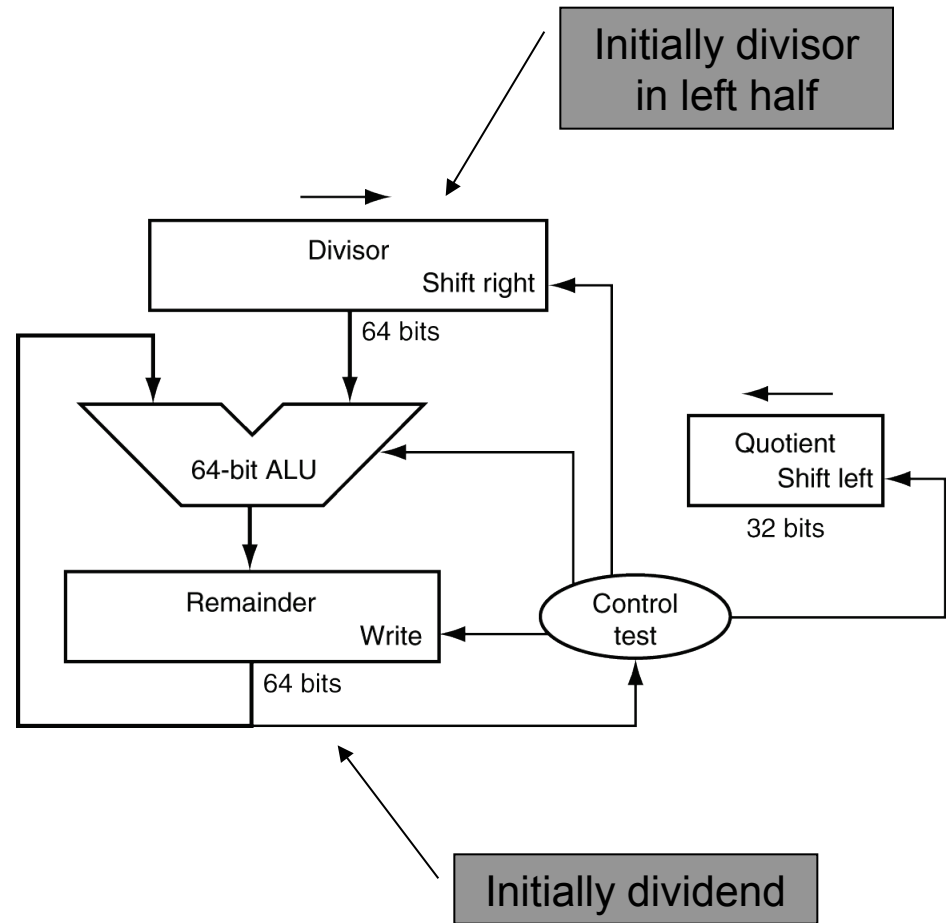 Initially divisor
in left half
Divisor
Shift right
64 bits
64-bit ALU
Quotient
Shift left
32 bits
Remainder
Write
Control
test
64 bits
Initially dividend